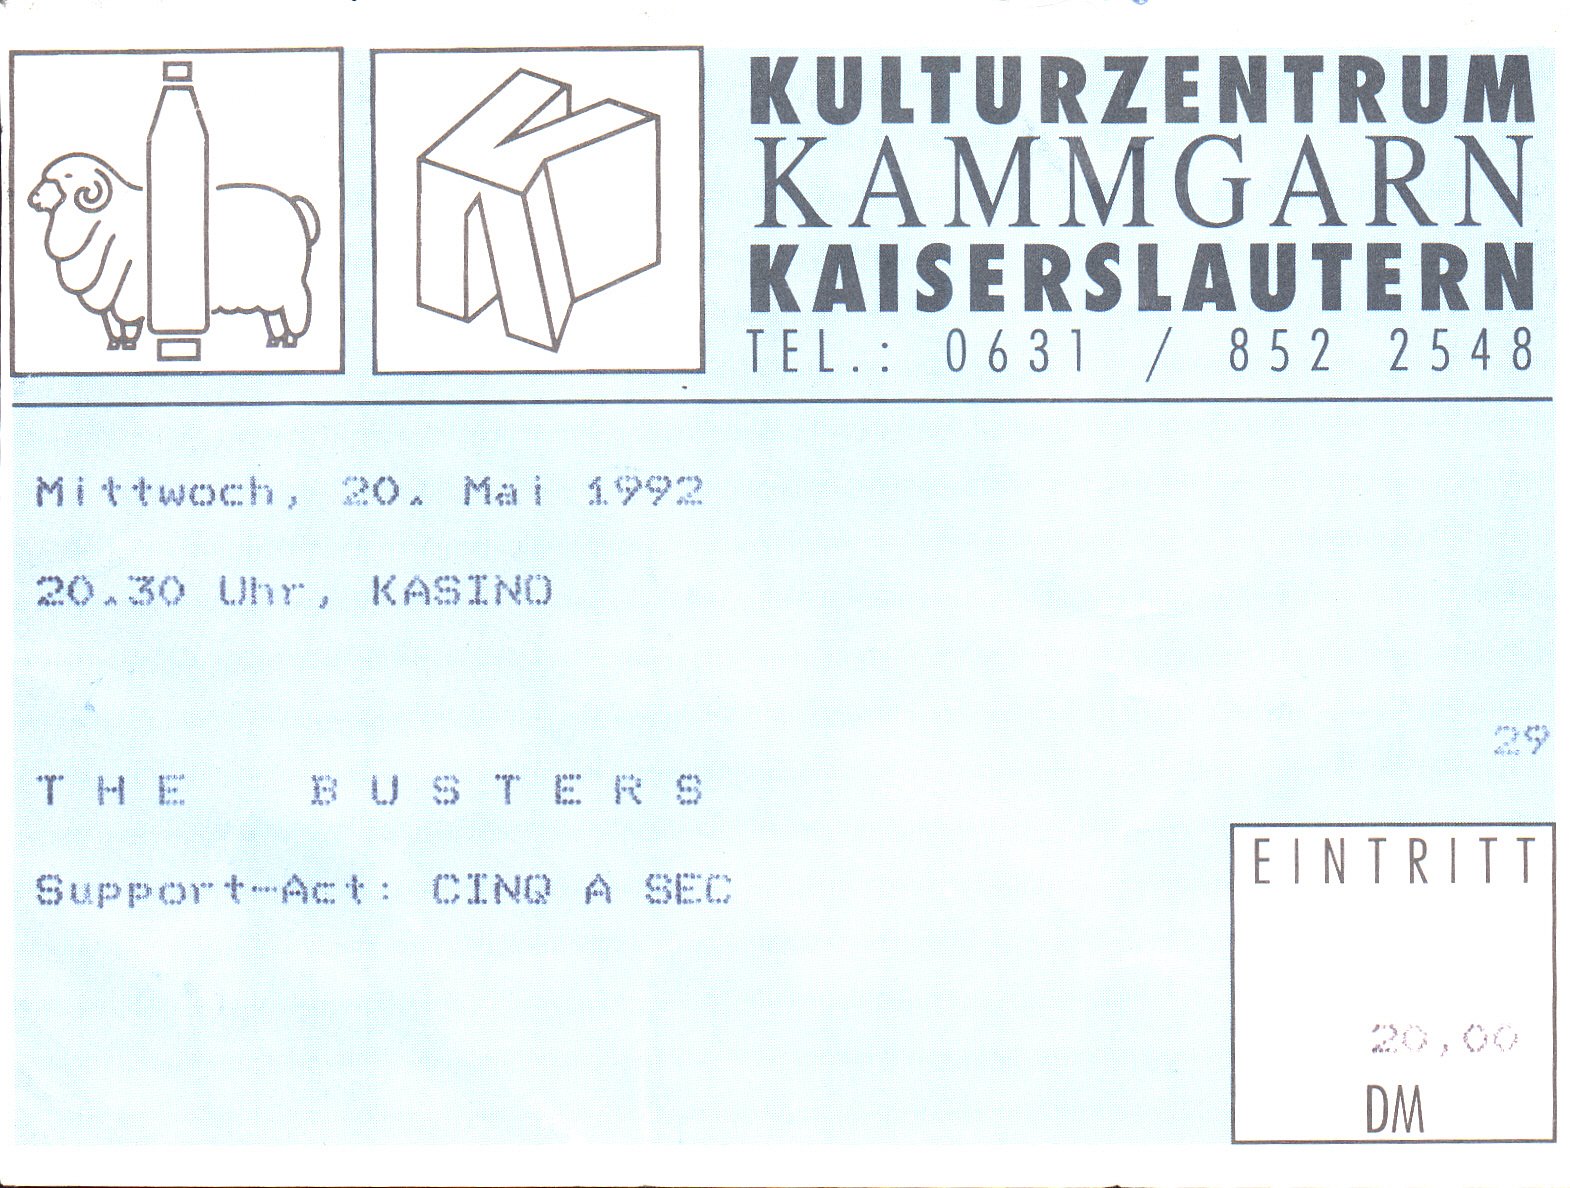 KULTURZENTRUM
KAMMGARN
KAISERSLAUTERN
TEL.: 0631 / 852 2548
Mittwoch, 20. Mai 1992
20.30 Uhr, KASINO
29
THE BUSTERS
Support-Act: CINQ A SEC
EINTRITT
20,00
DM